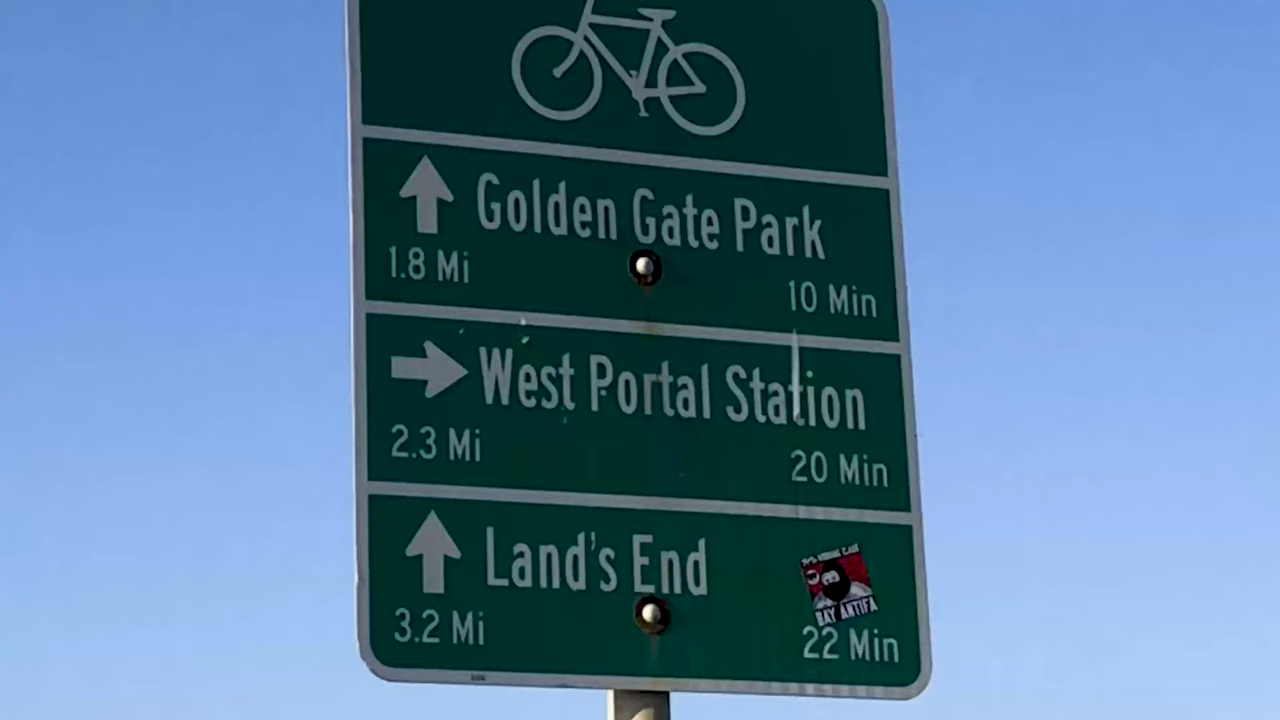 Golden Gate Park
1.8 Mi
10 Min
West Portal Station
2.3 Mi
20 Min
Land's End
BAY ANTIFA
3.2 Mi
22 Min